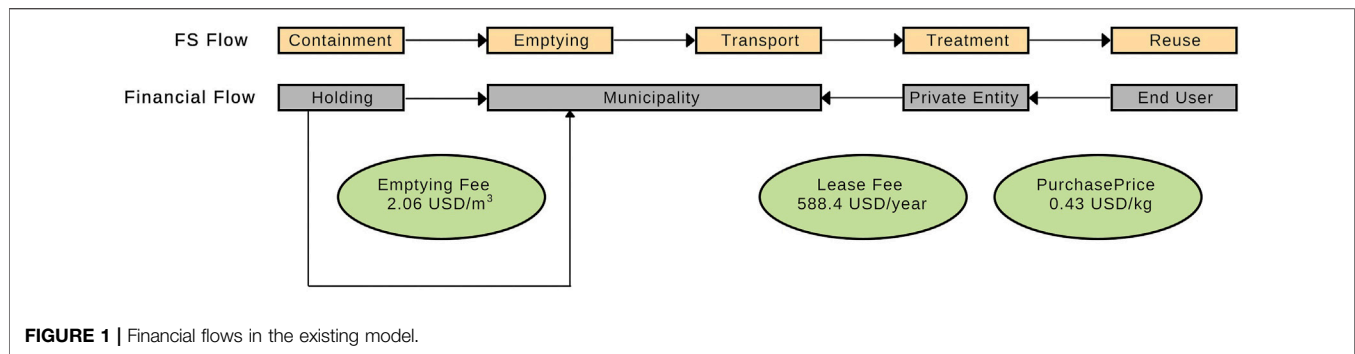 FS Flow Containment Emptying Transport Treatment Reuse
Financial Flow Holding Municipality Private Entity End User
Emptying Fee
2.06 USD/m³
Lease Fee
588.4 USD/year
PurchasePrice
0.43 USD/kg
FIGURE 1 | Financial flows in the existing model.